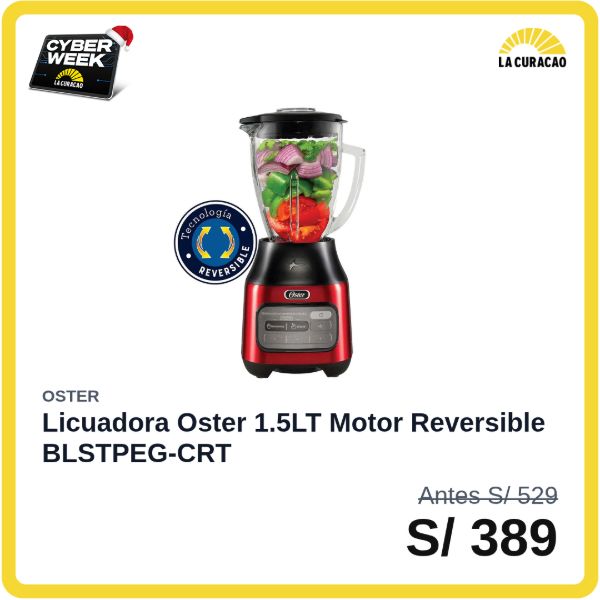 CYBER
WEEK
LA CURACAO
LA CURACAO
Tecnología
REVERSIBLE
Oster
OSTER
Licuadora Oster 1.5LT Motor Reversible
BLSTPEG-CRT
Antes S/ 529
S/ 389